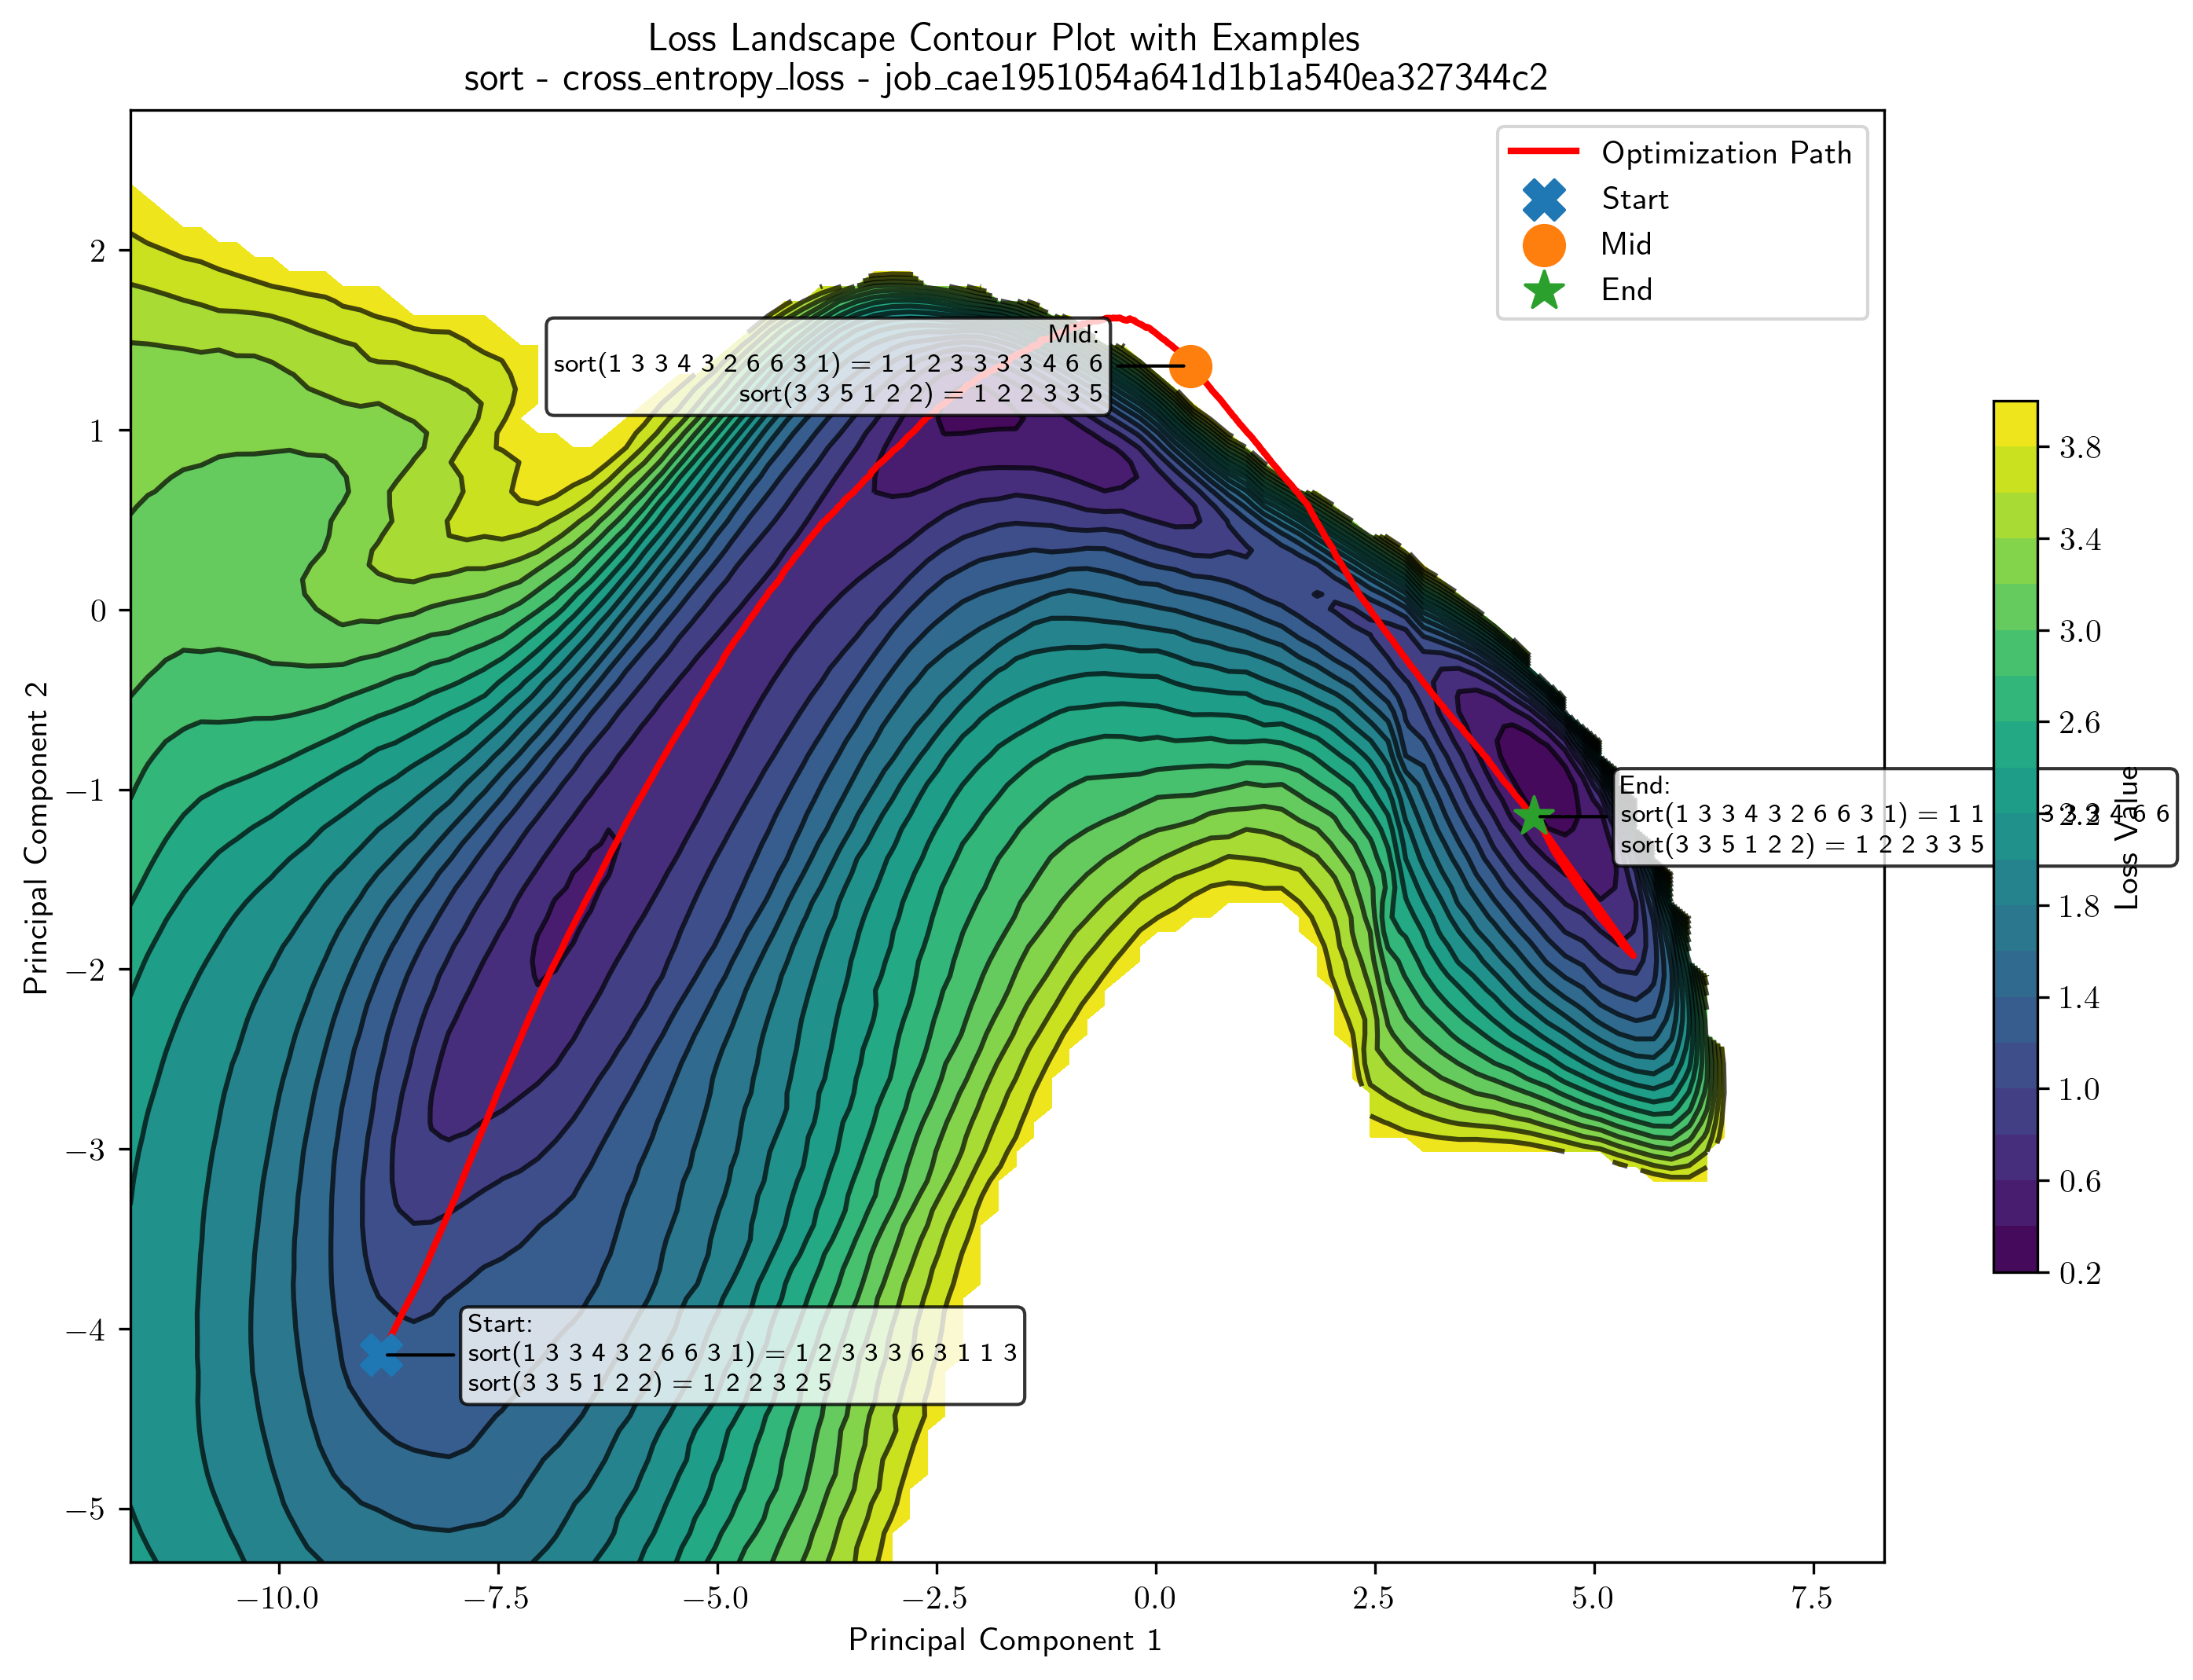 Loss Landscape Contour Plot with Examples
sort - cross_entropy_loss - job_cae1951054a641d1b1a540ea327344c2
Optimization Path
Start
Mid
End
Mid:
sort(1 3 3 4 3 2 6 6 3 1) = 1 1 2 3 3 3 3 4 6 6
sort(3 3 5 1 2 2) = 1 2 2 3 3 5
End:
sort(1 3 3 4 3 2 6 6 3 1) = 1 1 3 3 3 4 6 6
sort(3 3 5 1 2 2) = 1 2 2 3 3 5
Start:
sort(1 3 3 4 3 2 6 6 3 1) = 1 2 3 3 3 6 3 1 1 3
sort(3 3 5 1 2 2) = 1 2 2 3 2 5
2
1
0
−1
−2
−3
−4
−5
Principal Component 2
−10.0
−7.5
−5.0
−2.5
0.0
2.5
5.0
7.5
Principal Component 1
3.8
3.4
3.0
2.6
2.2
1.8
1.4
1.0
0.6
0.2
Loss Value